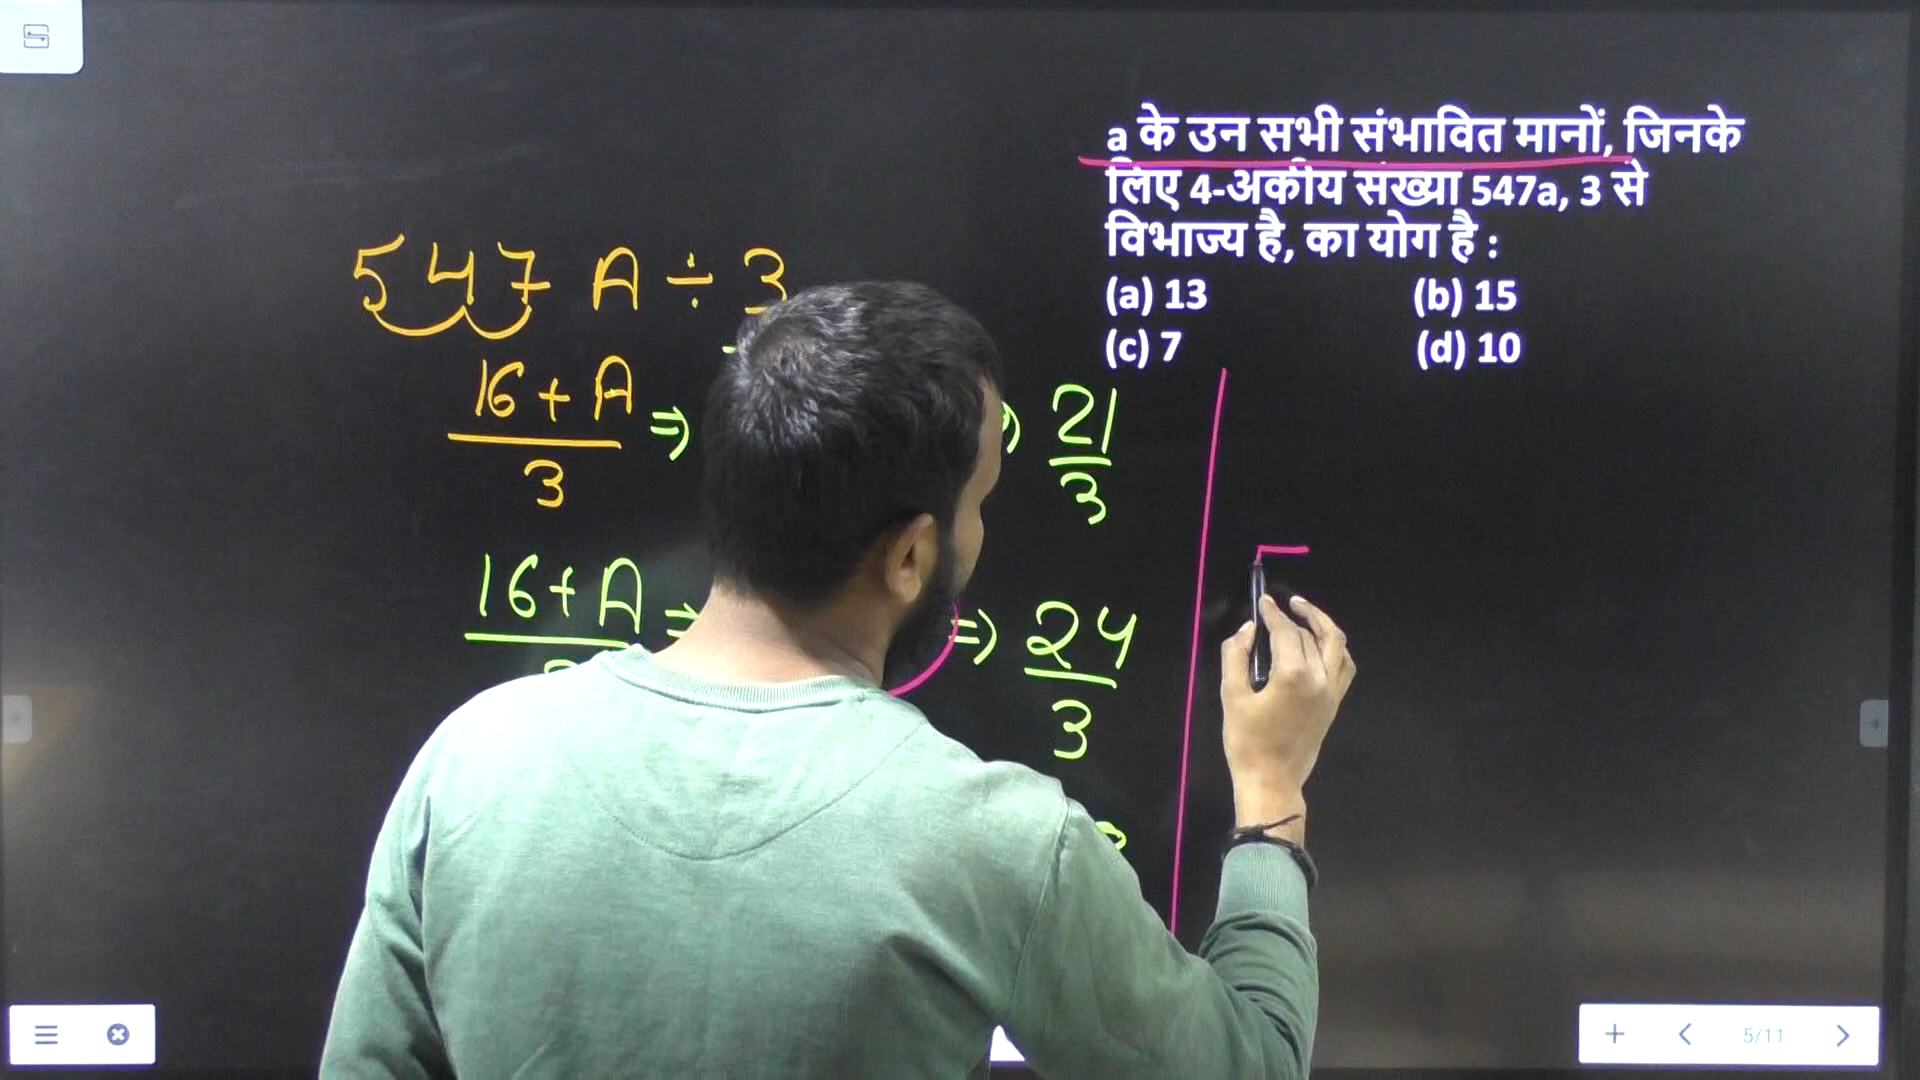 a के उन सभी संभावित मानों, जिनके
लिए 4-अंकीय संख्या 547a, 3 से
विभाज्य है, का योग है :
(a) 13 (b) 15
(c) 7 (d) 10
547 A ÷ 3
16 + A
3
⇒
21
3
16 + A
⇒
⇒ 24
3
5/11